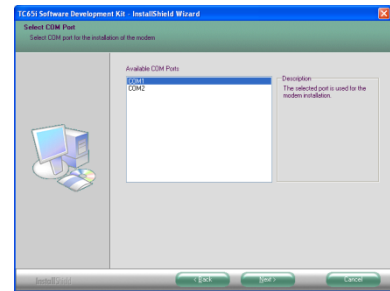 TC65i Software Development Kit - InstallShield Wizard
Select COM Port
Select COM port for the installation of the modem
Available COM Ports
COM1
COM2
Description
The selected port is used for the
modem installation.
InstallShield
< Back
Next >
Cancel